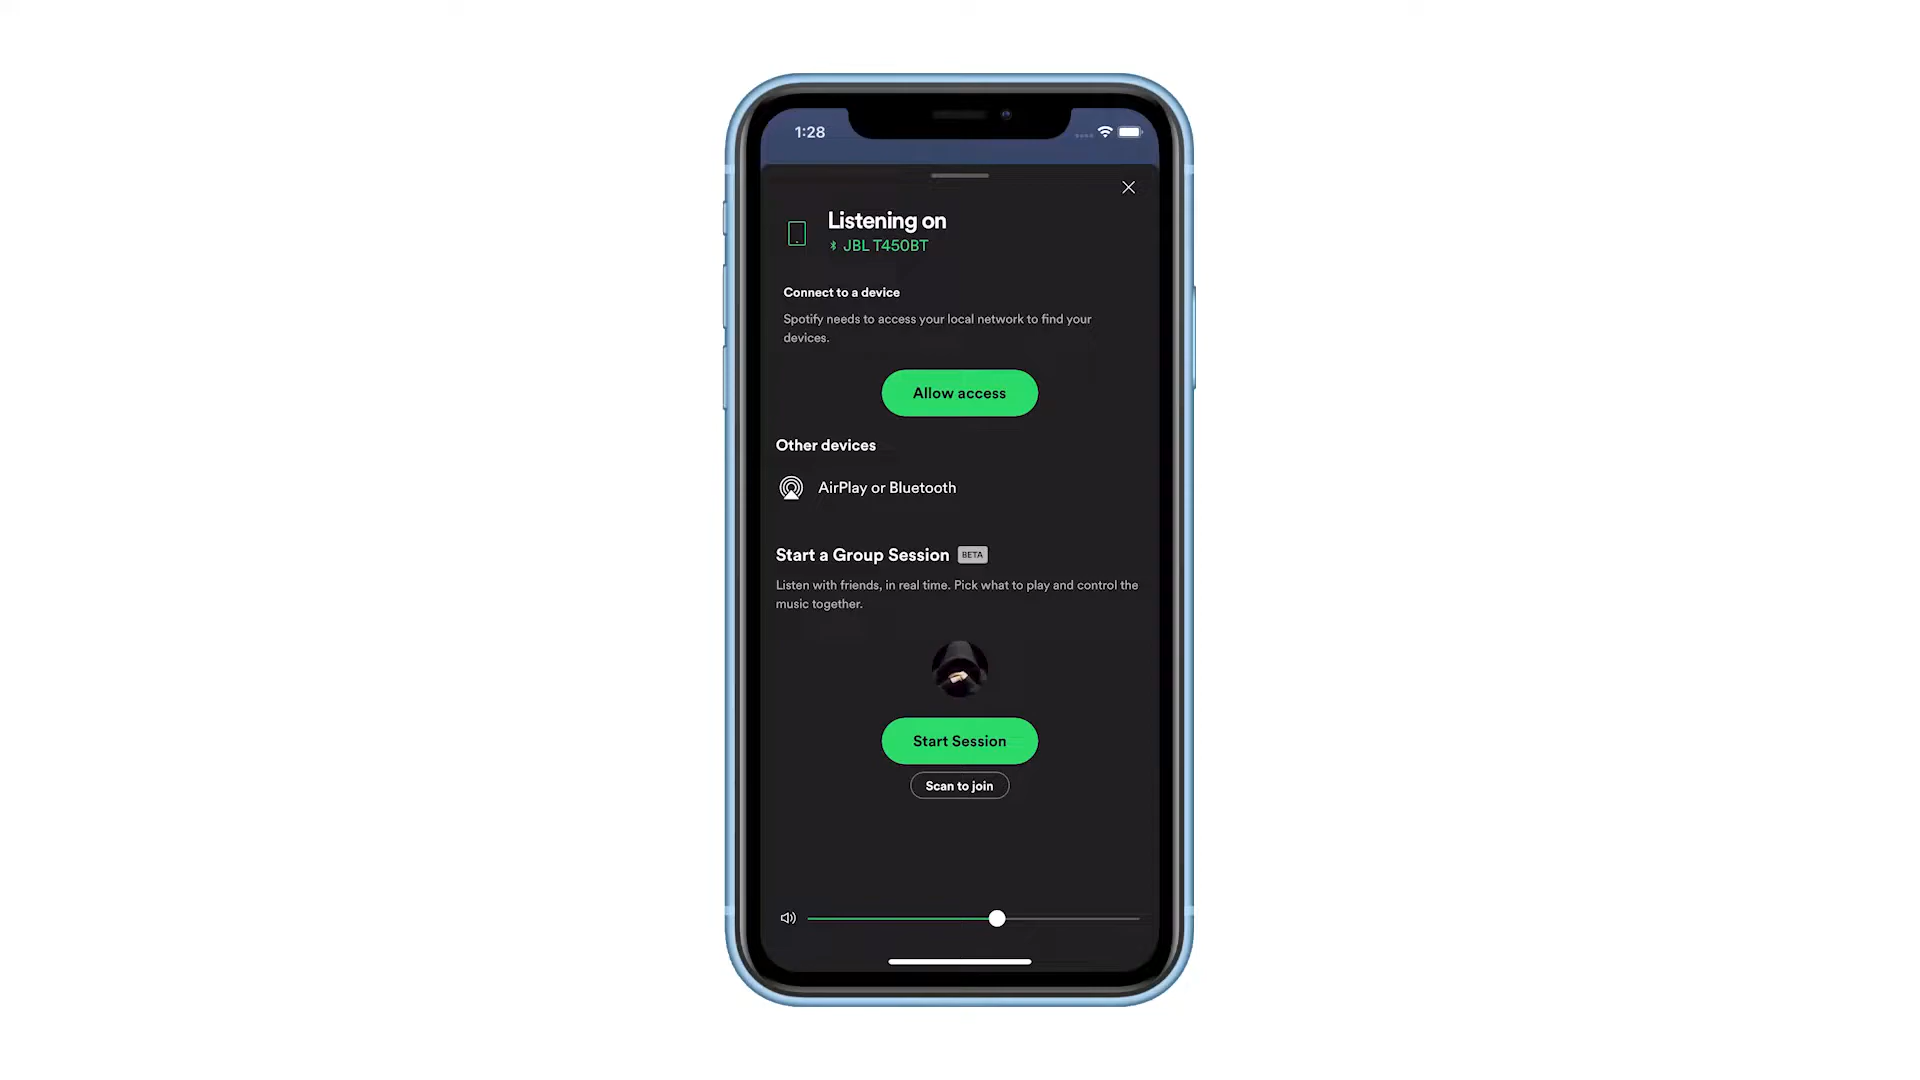 1:28
Listening on
JBL T450BT
Connect to a device
Spotify needs to access your local network to find your
devices.
Allow access
Other devices
AirPlay or Bluetooth
Start a Group Session BETA
Listen with friends, in real time. Pick what to play and control the
music together.
Start Session
Scan to join